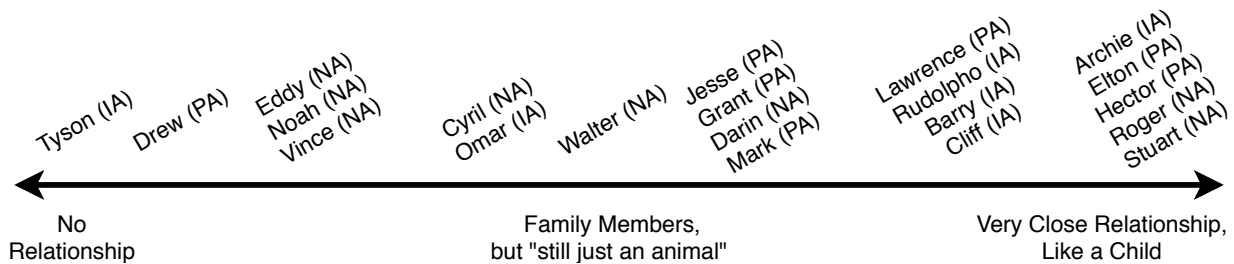 Tyson (IA)
Drew (PA)
Eddy (NA)
Noah (NA)
Vince (NA)
Cyril (NA)
Omar (IA)
Walter (NA)
Jesse (PA)
Grant (PA)
Darin (NA)
Mark (PA)
Lawrence (PA)
Rudolpho (IA)
Barry (IA)
Cliff (IA)
Archie (IA)
Elton (PA)
Hector (PA)
Roger (NA)
Stuart (NA)
No
Relationship
Family Members,
but "still just an animal"
Very Close Relationship,
Like a Child